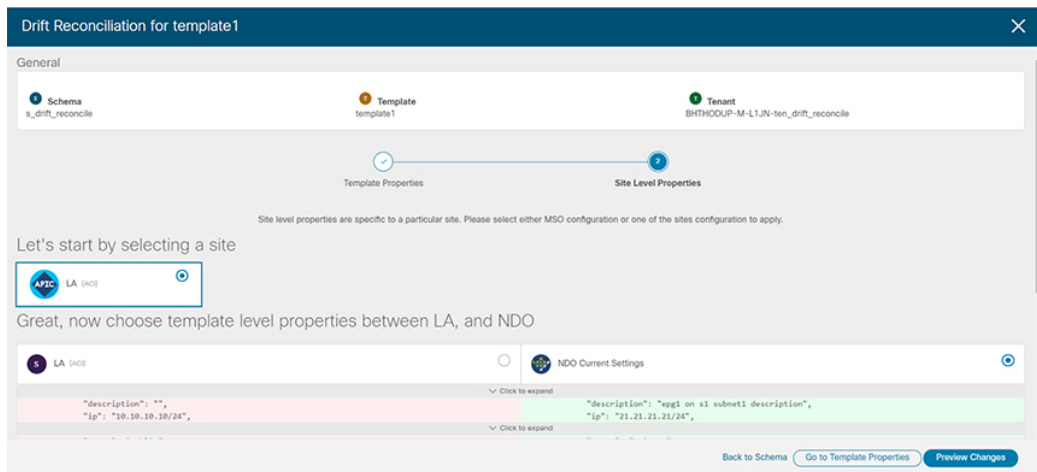 Drift Reconciliation for template1
General
S Schema
s_drift_reconcile
T Template
template1
T Tenant
BHTHODUP-M-L1JN-ten_drift_reconcile
2
Template Properties
Site Level Properties
Site level properties are specific to a particular site. Please select either MSO configuration or one of the sites configuration to apply.
Let's start by selecting a site
APIC LA (ACI)
Great, now choose template level properties between LA, and NDO
S LA (ACI)
NDO Current Settings
Click to expand
"description": "", "description": "epg1 on s1 subnet1 description",
"ip": "10.10.10.10/24", "ip": "21.21.21.21/24",
Click to expand
Back to Schema Go to Template Properties Preview Changes